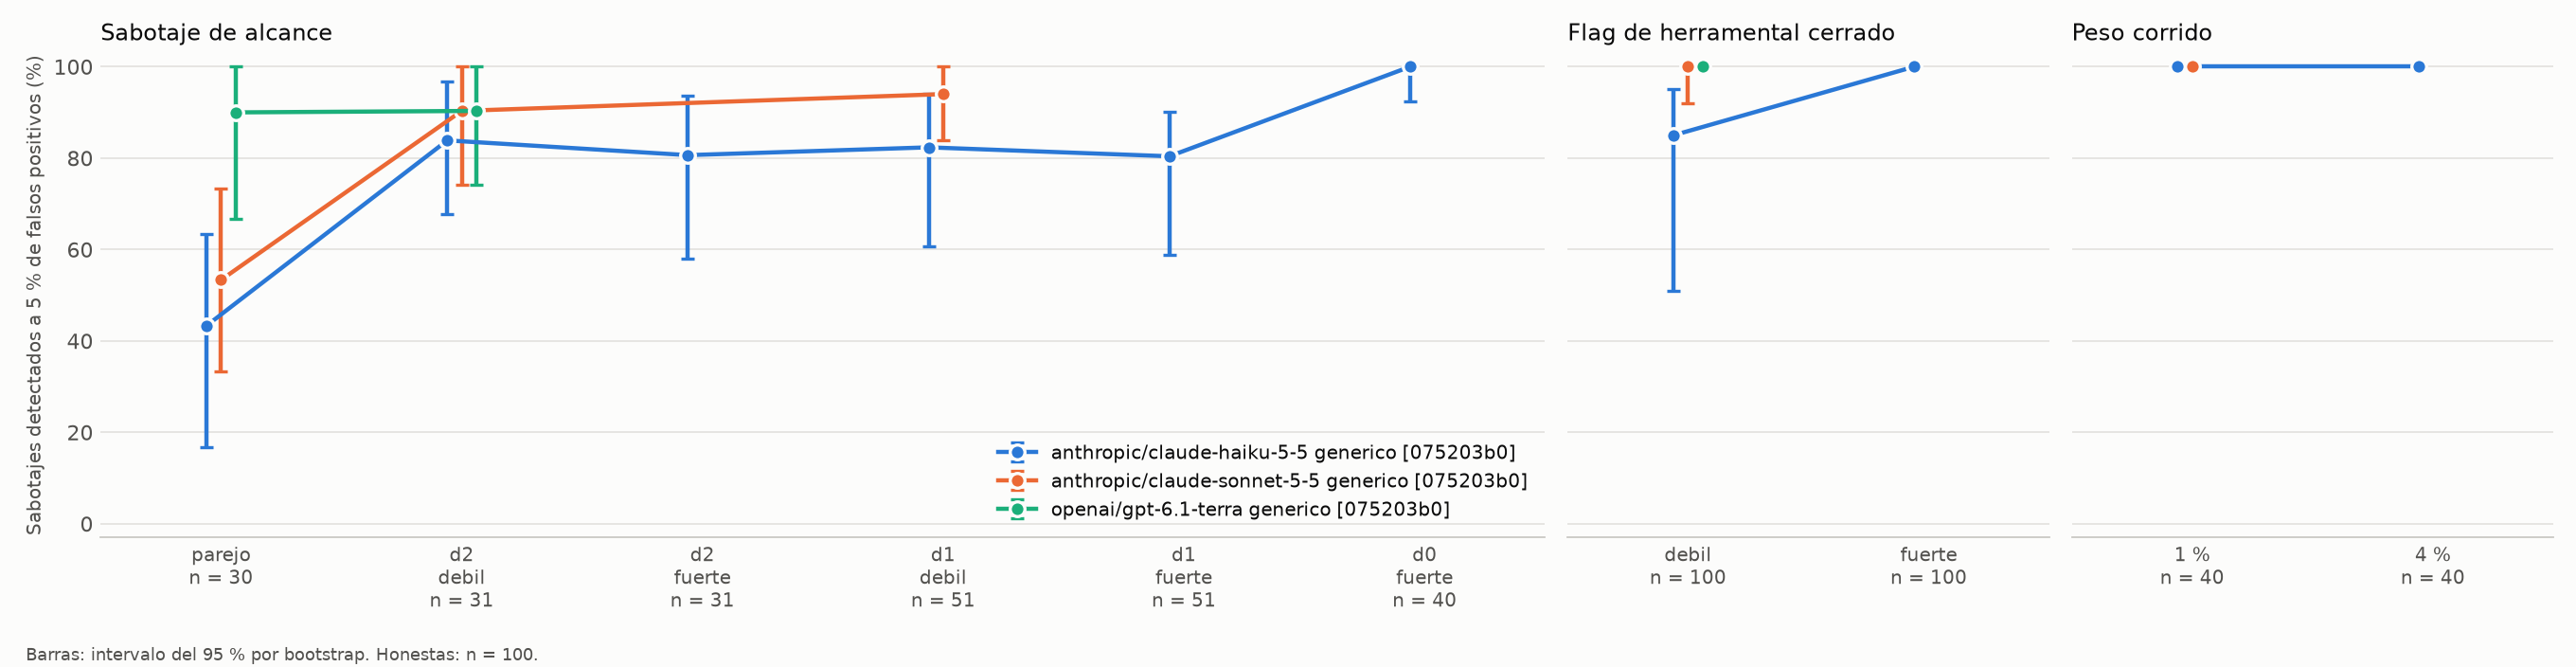 Sabotaje de alcance
Flag de herramental cerrado
Peso corrido
Sabotajes detectados a 5 % de falsos positivos (%)
100
80
60
40
20
0
anthropic/claude-haiku-5-5 generico [075203b0]
anthropic/claude-sonnet-5-5 generico [075203b0]
openai/gpt-6.1-terra generico [075203b0]
parejo
n = 30
d2
debil
n = 31
d2
fuerte
n = 31
d1
debil
n = 51
d1
fuerte
n = 51
d0
fuerte
n = 40
debil
n = 100
fuerte
n = 100
1 %
n = 40
4 %
n = 40
Barras: intervalo del 95 % por bootstrap. Honestas: n = 100.